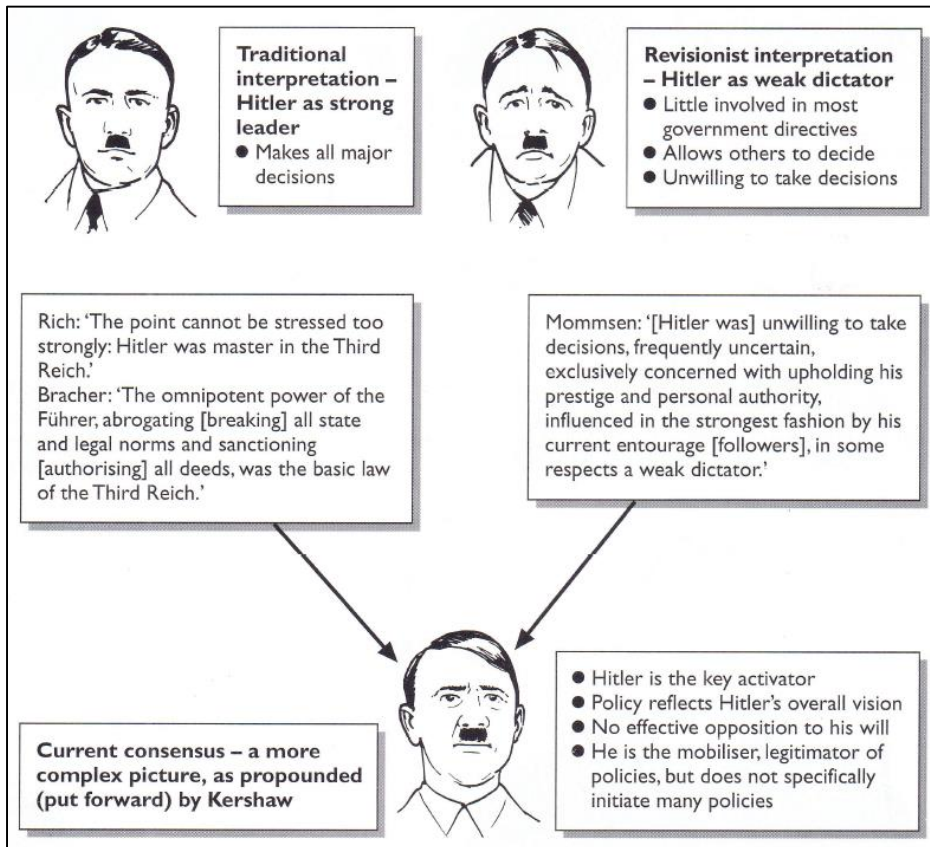 Traditional
interpretation –
Hitler as strong
leader
● Makes all major
decisions
Revisionist interpretation
– Hitler as weak dictator
● Little involved in most
government directives
● Allows others to decide
● Unwilling to take decisions
Rich: ‘The point cannot be stressed too
strongly: Hitler was master in the Third
Reich.’
Bracher: ‘The omnipotent power of the
Führer, abrogating [breaking] all state
and legal norms and sanctioning
[authorising] all deeds, was the basic law
of the Third Reich.’
Mommsen: ‘[Hitler was] unwilling to take
decisions, frequently uncertain,
exclusively concerned with upholding his
prestige and personal authority,
influenced in the strongest fashion by his
current entourage [followers], in some
respects a weak dictator.’
Current consensus – a more
complex picture, as propounded
(put forward) by Kershaw
● Hitler is the key activator
● Policy reflects Hitler’s overall vision
● No effective opposition to his will
● He is the mobiliser, legitimator of
policies, but does not specifically
initiate many policies